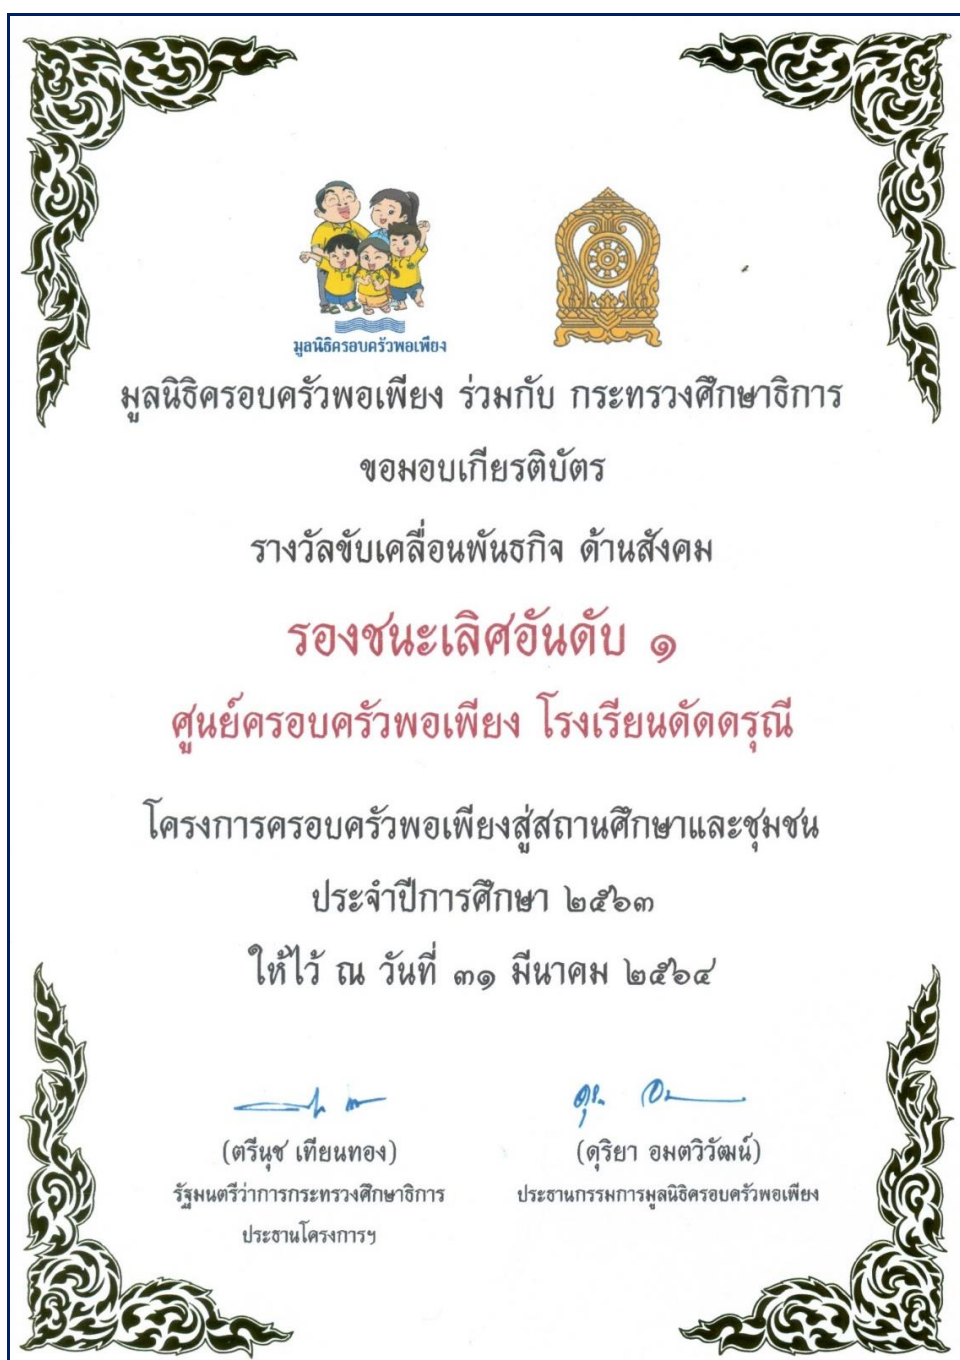 มูลนิธิครอบครัวพอเพียง
มูลนิธิครอบครัวพอเพียง ร่วมกับ กระทรวงศึกษาธิการ
ขอมอบเกียรติบัตร
รางวัลขับเคลื่อนพันธกิจ ด้านสังคม
รองชนะเลิศอันดับ ๑
ศูนย์ครอบครัวพอเพียง โรงเรียนดัดดรุณี
โครงการครอบครัวพอเพียงสู่สถานศึกษาและชุมชน
ประจำปีการศึกษา ๒๕๖๓
ให้ไว้ ณ วันที่ ๓๑ มีนาคม ๒๕๖๔
(ตรีนุช เทียนทอง)
(ดุริยา อมตวิวัฒน์)
รัฐมนตรีว่าการกระทรวงศึกษาธิการ
ประธานกรรมการมูลนิธิครอบครัวพอเพียง
ประธานโครงการฯ